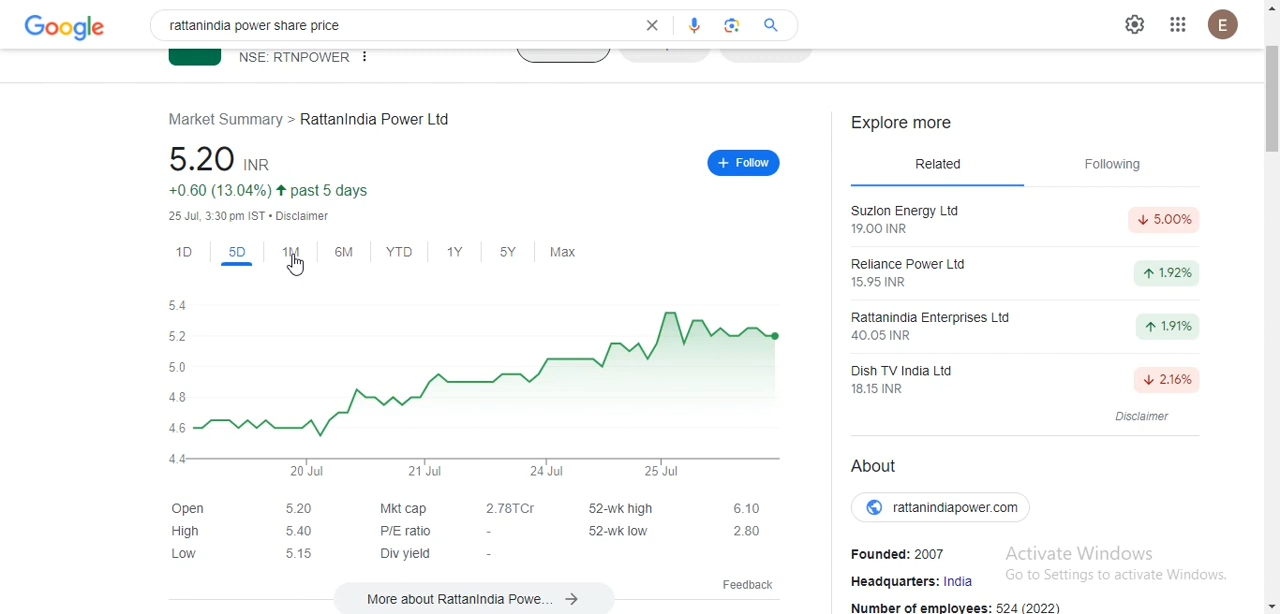 Google
rattanindia power share price
E
NSE: RTNPOWER
Market Summary > RattanIndia Power Ltd
5.20 INR
+ Follow
+0.60 (13.04%) ↑ past 5 days
25 Jul, 3:30 pm IST • Disclaimer
1D 5D 1M 6M YTD 1Y 5Y Max
5.4
5.2
5.0
4.8
4.6
4.4
20 Jul 21 Jul 24 Jul 25 Jul
Open 5.20 Mkt cap 2.78TCr 52-wk high 6.10
High 5.40 P/E ratio - 52-wk low 2.80
Low 5.15 Div yield -
Feedback
More about RattanIndia Powe... →
Explore more
Related Following
Suzlon Energy Ltd
19.00 INR
↓ 5.00%
Reliance Power Ltd
15.95 INR
↑ 1.92%
Rattanindia Enterprises Ltd
40.05 INR
↑ 1.91%
Dish TV India Ltd
18.15 INR
↓ 2.16%
Disclaimer
About
rattanindiapower.com
Founded: 2007
Headquarters: India
Number of employees: 524 (2022)
Activate Windows
Go to Settings to activate Windows.